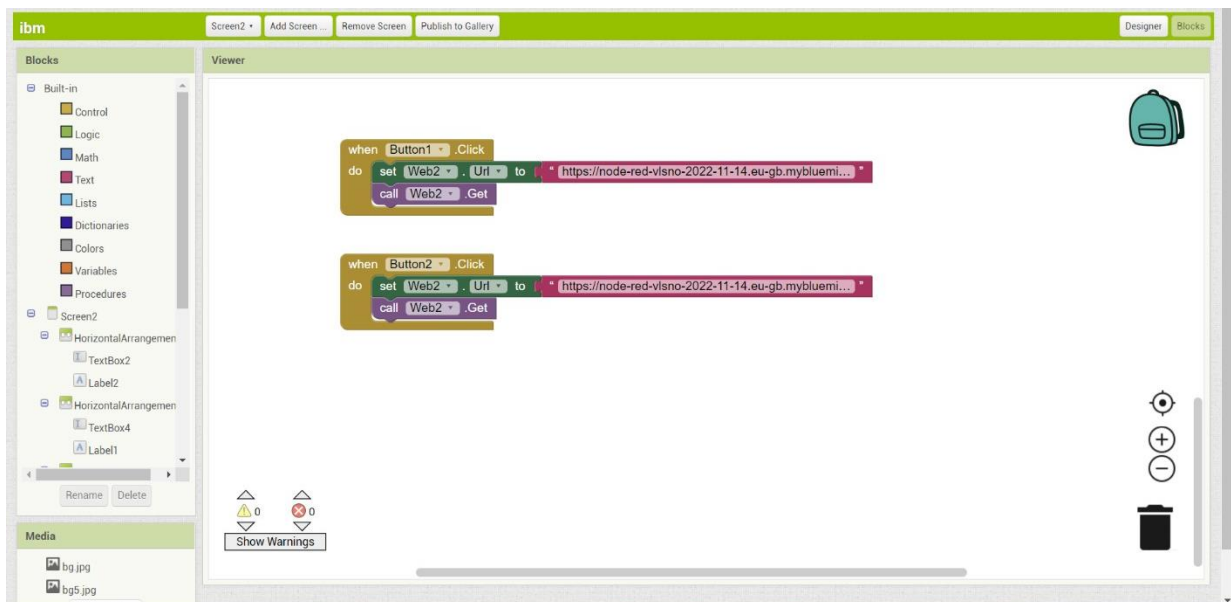 ibm
Screen2
Add Screen ...
Remove Screen
Publish to Gallery
Designer
Blocks
Blocks
Built-in
Control
Logic
Math
Text
Lists
Dictionaries
Colors
Variables
Procedures
Screen2
HorizontalArrangemen
TextBox2
Label2
HorizontalArrangemen
TextBox4
Label1
Rename
Delete
Media
bg.jpg
bg5.jpg
Viewer
when Button1 .Click
do set Web2 . Url to " https://node-red-vlsno-2022-11-14.eu-gb.mybluemi... "
call Web2 .Get
when Button2 .Click
do set Web2 . Url to " https://node-red-vlsno-2022-11-14.eu-gb.mybluemi... "
call Web2 .Get
0
0
Show Warnings